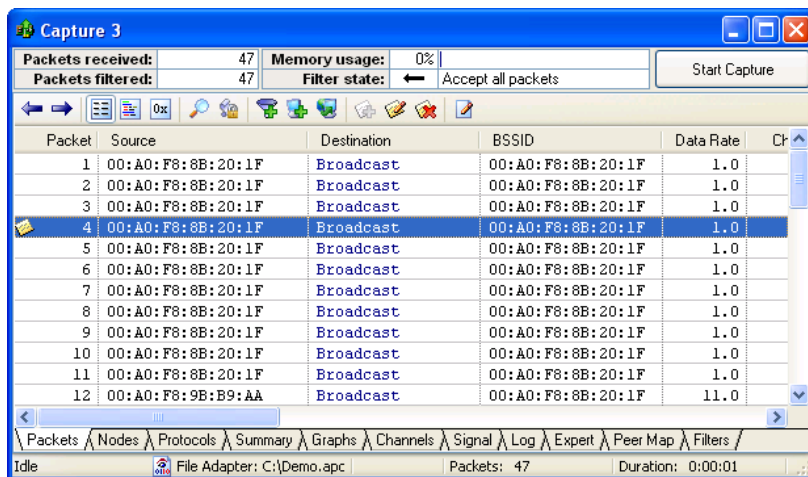 Capture 3
Packets received: 47 Memory usage: 0%
Packets filtered: 47 Filter state: Accept all packets
Start Capture
0x
Packet Source Destination BSSID Data Rate Ch
1 00:A0:F8:8B:20:1F Broadcast 00:A0:F8:8B:20:1F 1.0
2 00:A0:F8:8B:20:1F Broadcast 00:A0:F8:8B:20:1F 1.0
3 00:A0:F8:8B:20:1F Broadcast 00:A0:F8:8B:20:1F 1.0
4 00:A0:F8:8B:20:1F Broadcast 00:A0:F8:8B:20:1F 1.0
5 00:A0:F8:8B:20:1F Broadcast 00:A0:F8:8B:20:1F 1.0
6 00:A0:F8:8B:20:1F Broadcast 00:A0:F8:8B:20:1F 1.0
7 00:A0:F8:8B:20:1F Broadcast 00:A0:F8:8B:20:1F 1.0
8 00:A0:F8:8B:20:1F Broadcast 00:A0:F8:8B:20:1F 1.0
9 00:A0:F8:8B:20:1F Broadcast 00:A0:F8:8B:20:1F 1.0
10 00:A0:F8:8B:20:1F Broadcast 00:A0:F8:8B:20:1F 1.0
11 00:A0:F8:8B:20:1F Broadcast 00:A0:F8:8B:20:1F 1.0
12 00:A0:F8:9B:B9:AA Broadcast 00:A0:F8:8B:20:1F 11.0
Packets Nodes Protocols Summary Graphs Channels Signal Log Expert Peer Map Filters
Idle File Adapter: C:\Demo.apc Packets: 47 Duration: 0:00:01